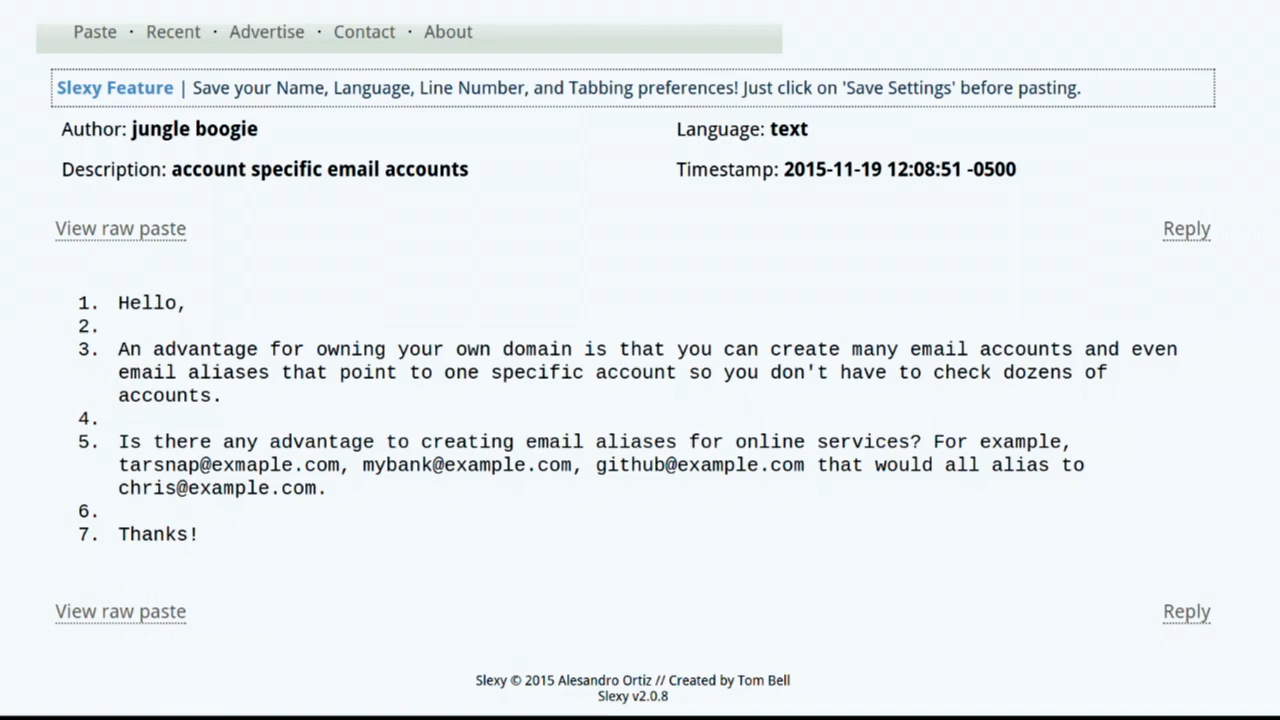 Paste · Recent · Advertise · Contact · About
Slexy Feature | Save your Name, Language, Line Number, and Tabbing preferences! Just click on 'Save Settings' before pasting.
Author: jungle boogie
Language: text
Description: account specific email accounts
Timestamp: 2015-11-19 12:08:51 -0500
View raw paste
Reply
1. Hello,
2.
3. An advantage for owning your own domain is that you can create many email accounts and even
email aliases that point to one specific account so you don't have to check dozens of
accounts.
4.
5. Is there any advantage to creating email aliases for online services? For example,
tarsnap@exmaple.com, mybank@example.com, github@example.com that would all alias to
chris@example.com.
6.
7. Thanks!
View raw paste
Reply
Slexy © 2015 Alesandro Ortiz // Created by Tom Bell
Slexy v2.0.8